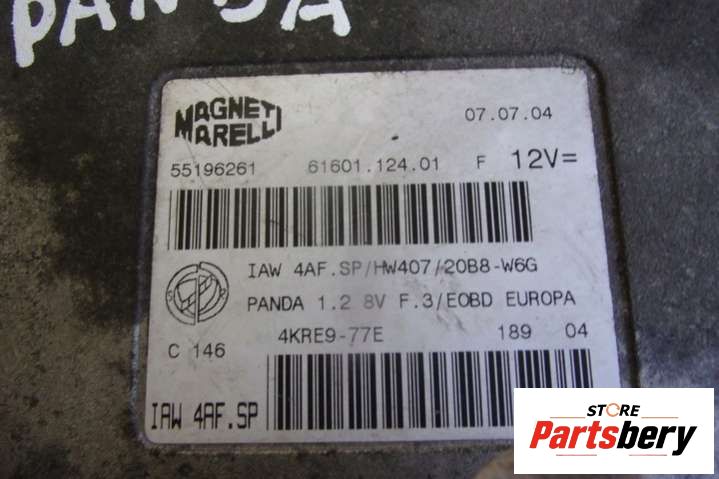 PANDA
MAGNETI MARELLI
07.07.04
55196261 61601.124.01 F 12V=
IAW 4AF.SP/HW407/20B8-W6G
PANDA 1.2 8V F.3/EOBD EUROPA
4KRE9-77E 189 04
C 146
IAW 4AF.SP
STORE
Partsbery